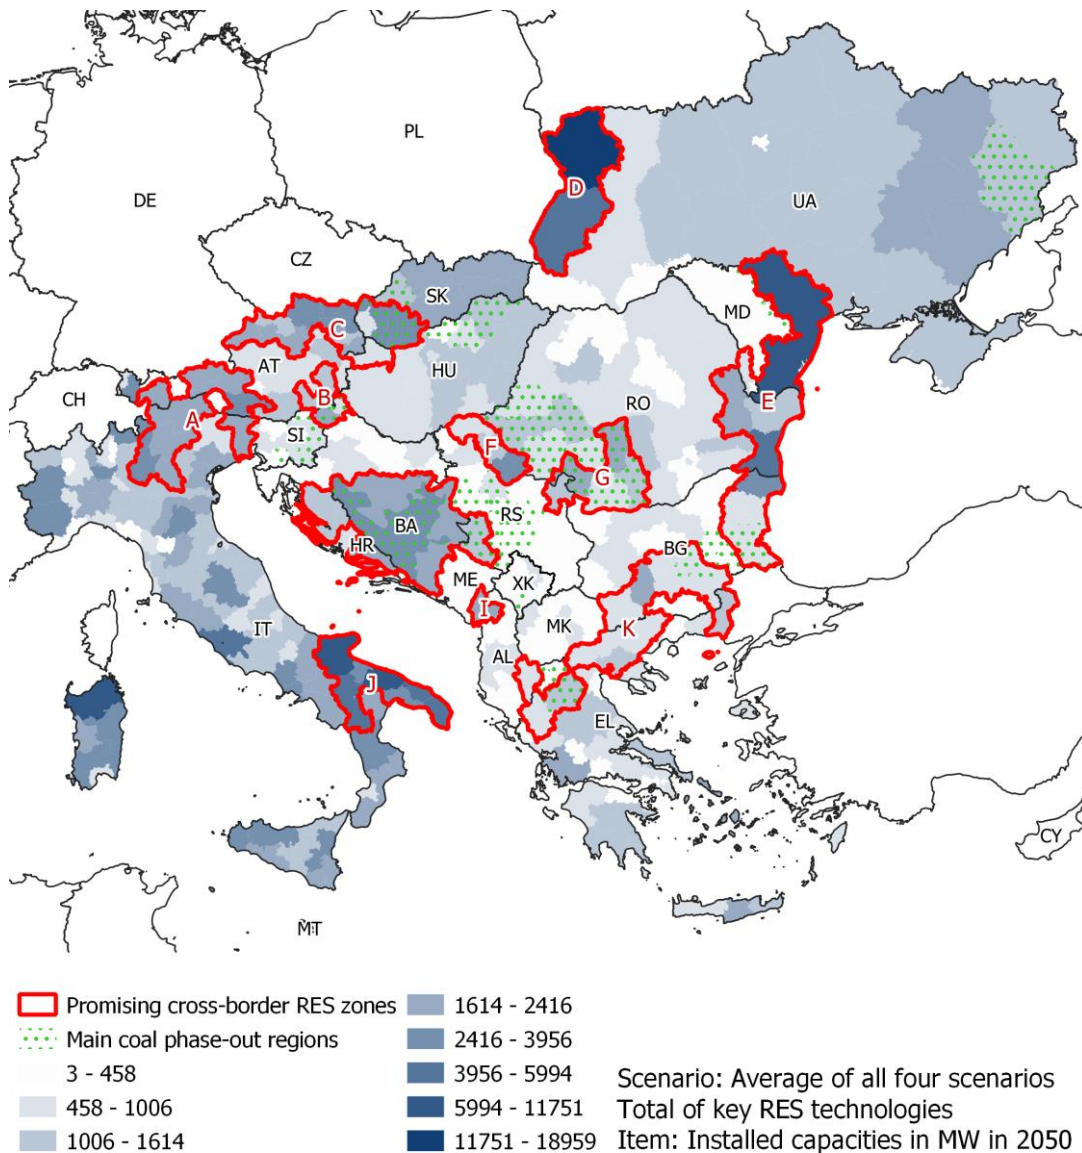 PL
DE
D
UA
CZ
SK
MD
C
AT
HU
CH
B
RO
E
A
SI
F
G
BA
RS
HR
BG
ME
XK
I
IT
MK
K
AL
J
EL
CY
MT
Promising cross-border RES zones
Main coal phase-out regions
3 - 458
458 - 1006
1006 - 1614
1614 - 2416
2416 - 3956
3956 - 5994
5994 - 11751
11751 - 18959
Scenario: Average of all four scenarios
Total of key RES technologies
Item: Installed capacities in MW in 2050